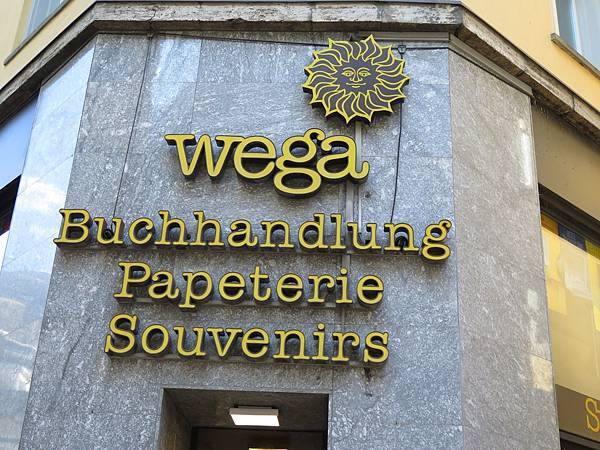 wega
Buchhandlung
Papeterie
Souvenirs